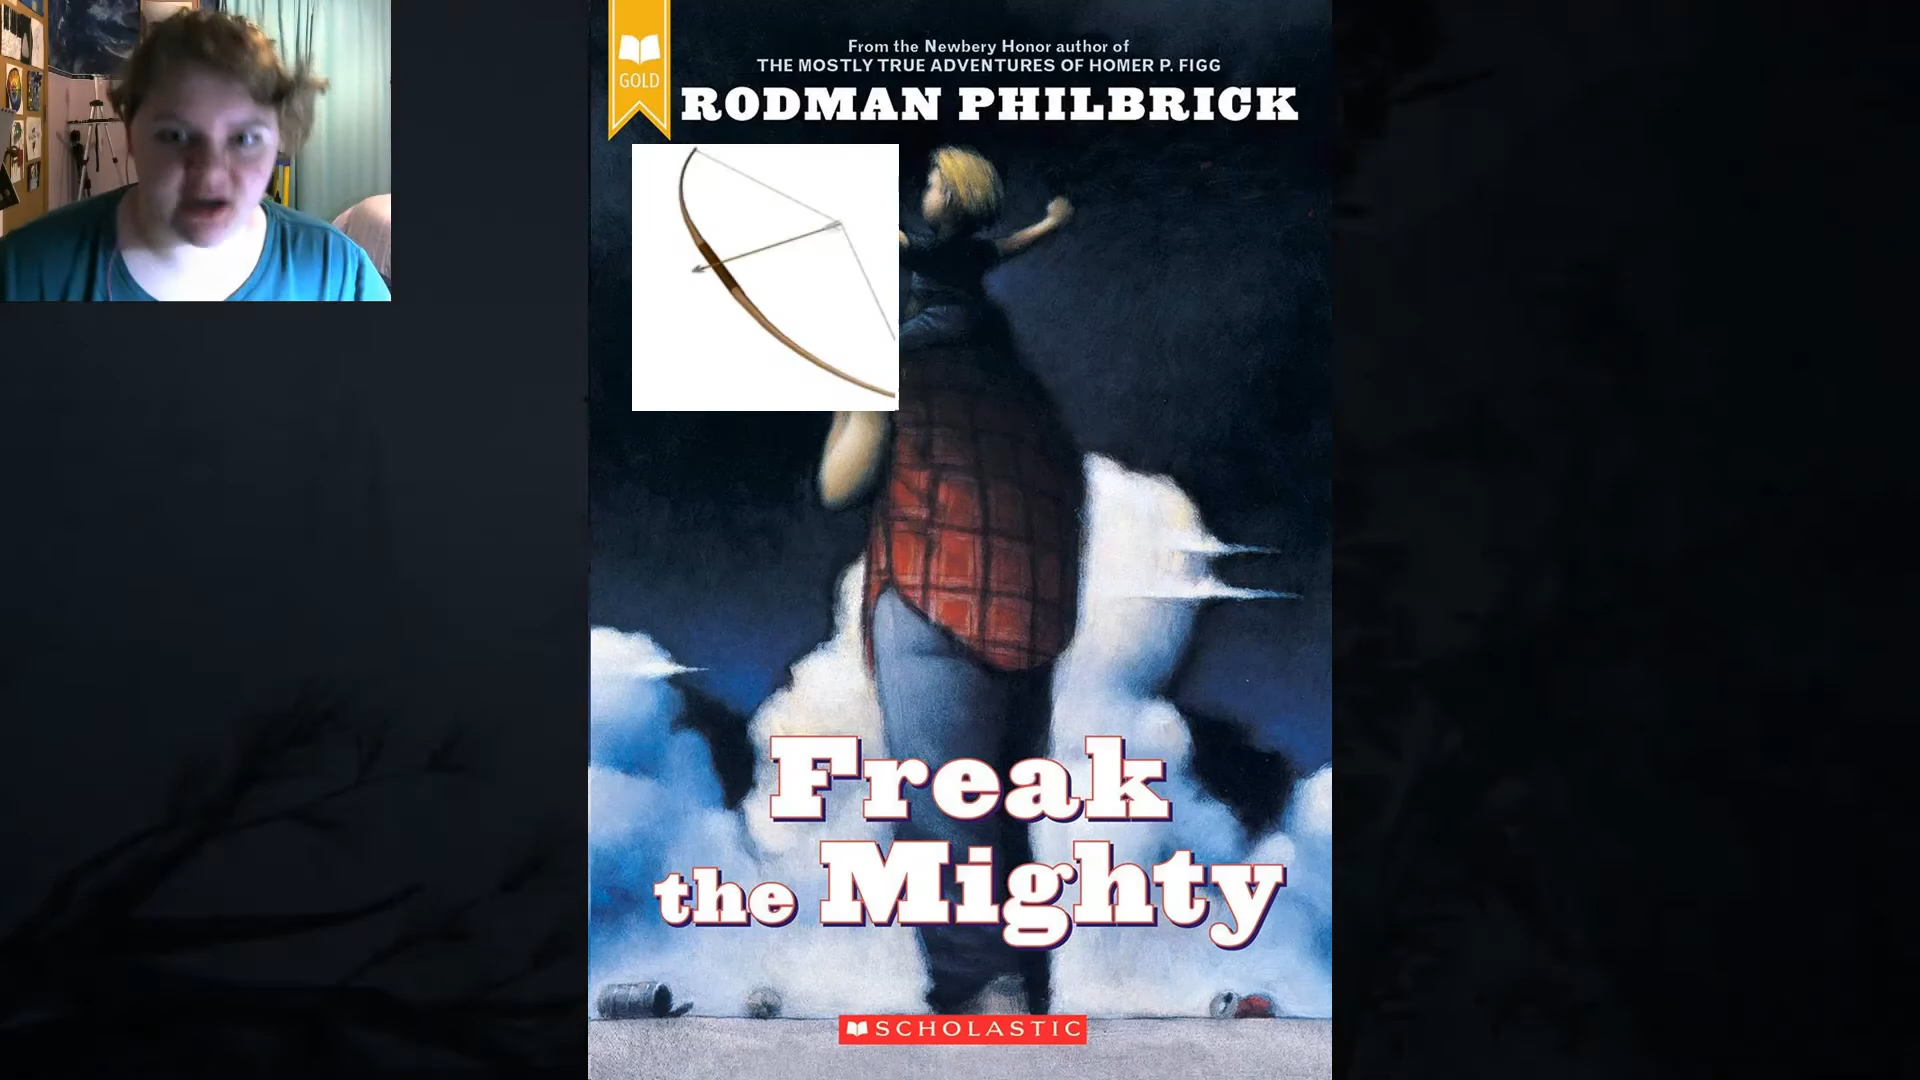 From the Newbery Honor author of
THE MOSTLY TRUE ADVENTURES OF HOMER P. FIGG
GOLD
RODMAN PHILBRICK
Freak
the Mighty
SCHOLASTIC